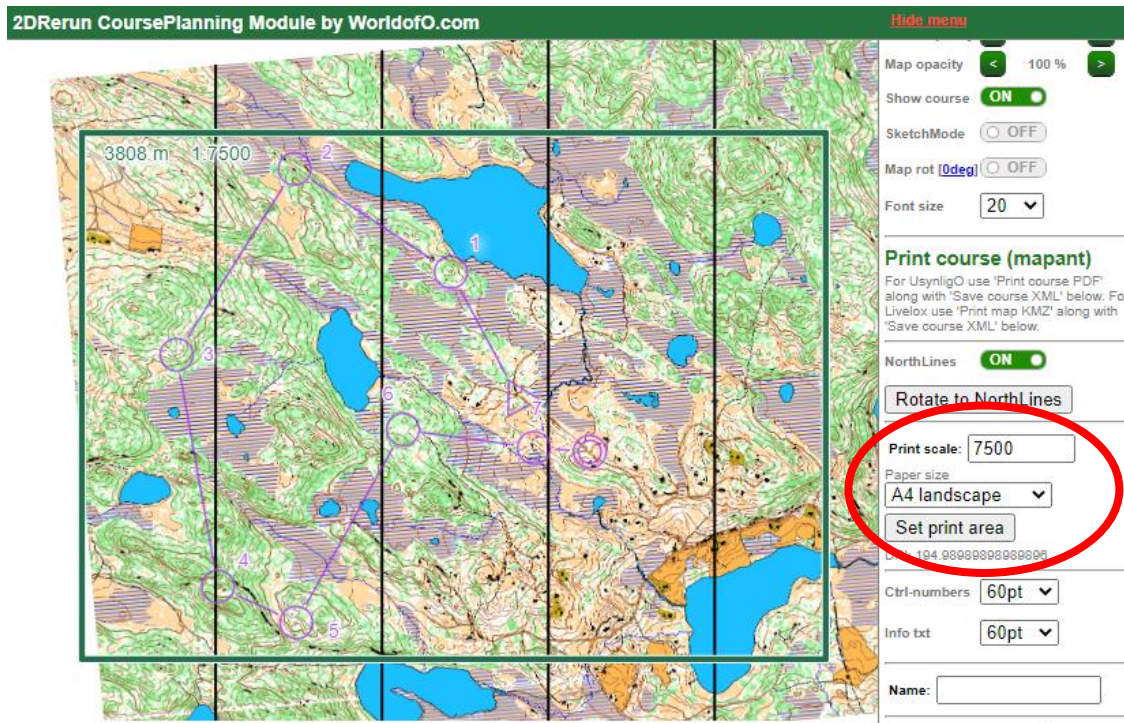 2DRerun CoursePlanning Module by WorldofO.com
Hide menu
Map opacity < 100 % >
Show course ON
SketchMode OFF
Map rot [0deg] OFF
Font size 20
Print course (mapant)
For UsynligO use 'Print course PDF'
along with 'Save course XML' below. Fo
Livelox use 'Print map KMZ' along with
'Save course XML' below.
NorthLines ON
Rotate to NorthLines
Print scale: 7500
Paper size
A4 landscape
Set print area
194.98989898989896
Ctrl-numbers 60pt
Info txt 60pt
Name:
3808 m 1:7500
2
1
3
6
7
4
5